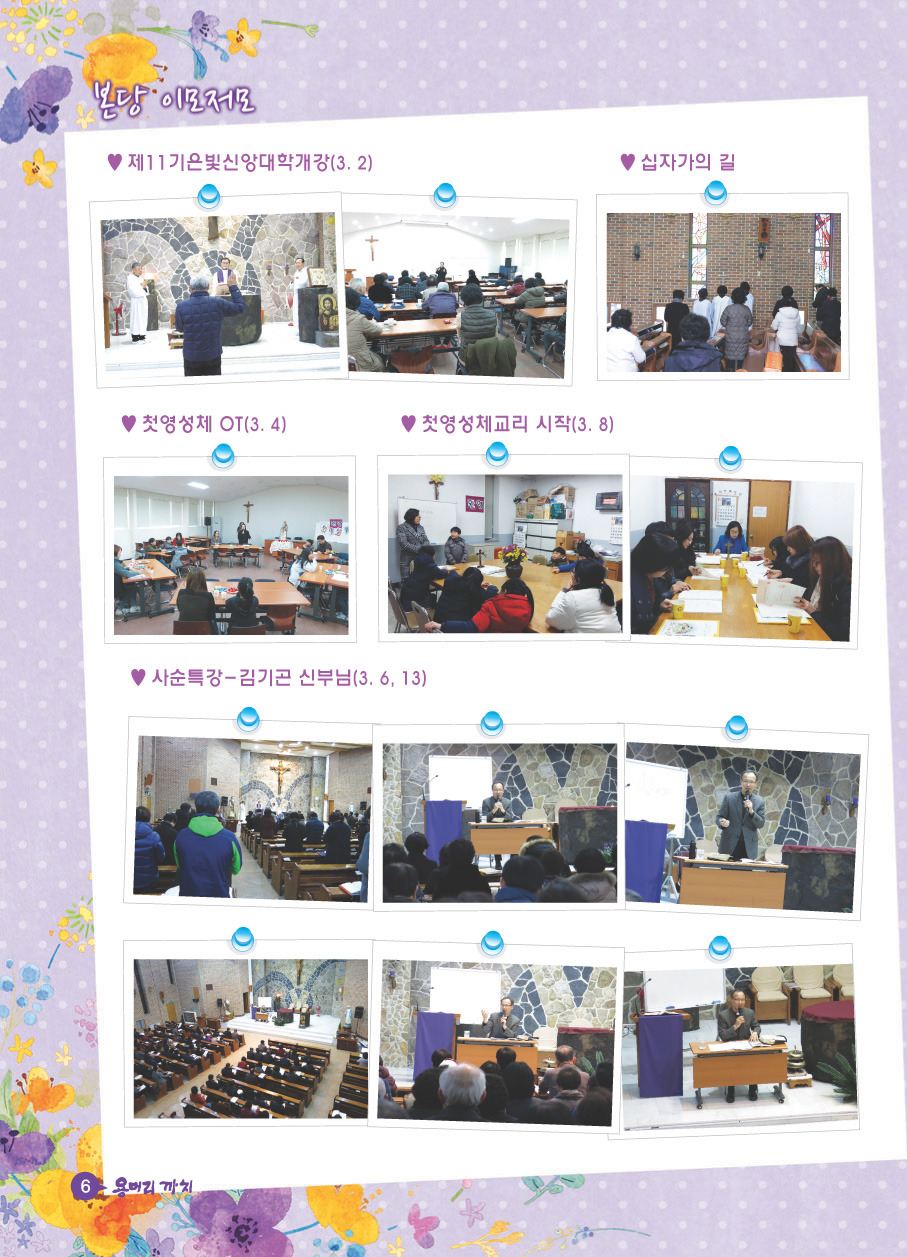 본당 이모저모
♥ 제11기은빛신앙대학개강(3. 2)
♥ 십자가의 길
♥ 첫영성체 OT(3. 4)
♥ 첫영성체교리 시작(3. 8)
♥ 사순특강-김기곤 신부님(3. 6, 13)
6 용머리 까치